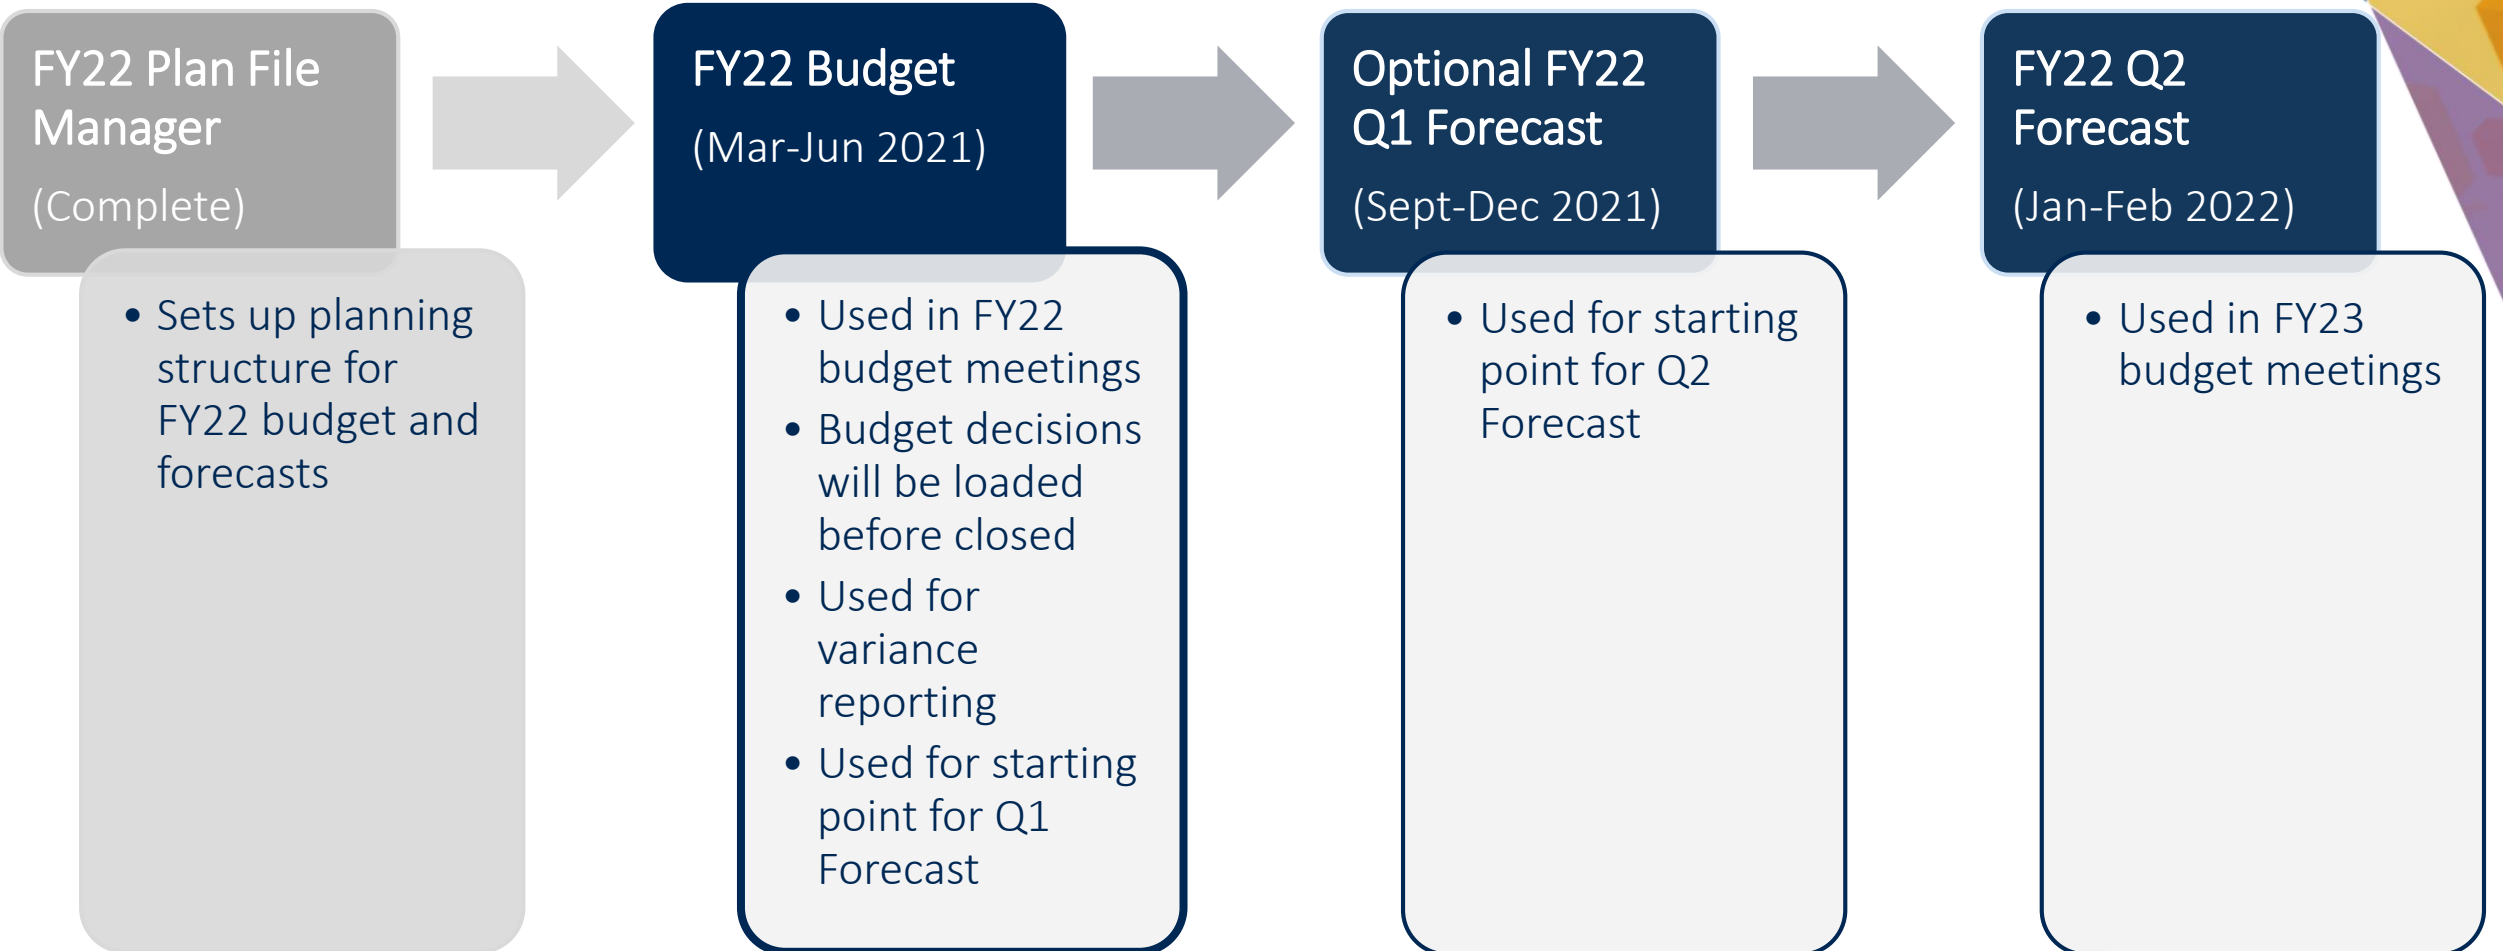 FY22 Plan File
Manager
(Complete)
• Sets up planning
structure for
FY22 budget and
forecasts
FY22 Budget
(Mar-Jun 2021)
• Used in FY22
budget meetings
• Budget decisions
will be loaded
before closed
• Used for
variance
reporting
• Used for starting
point for Q1
Forecast
Optional FY22
Q1 Forecast
(Sept-Dec 2021)
• Used for starting
point for Q2
Forecast
FY22 Q2
Forecast
(Jan-Feb 2022)
• Used in FY23
budget meetings